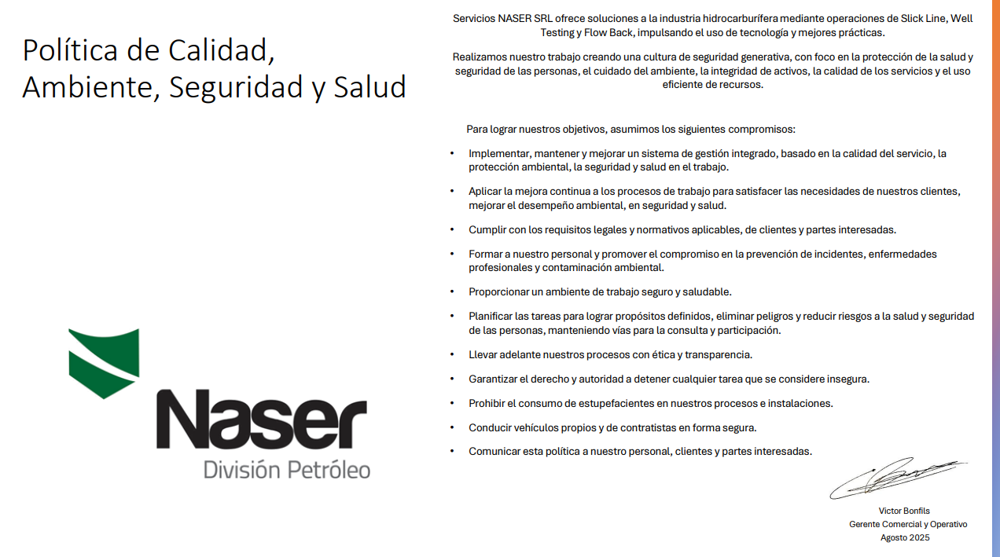 Política de Calidad,
Ambiente, Seguridad y Salud
Naser
División Petróleo
Servicios NASER SRL ofrece soluciones a la industria hidrocarburífera mediante operaciones de Slick Line, Well
Testing y Flow Back, impulsando el uso de tecnología y mejores prácticas.
Realizamos nuestro trabajo creando una cultura de seguridad generativa, con foco en la protección de la salud y
seguridad de las personas, el cuidado del ambiente, la integridad de activos, la calidad de los servicios y el uso
eficiente de recursos.
Para lograr nuestros objetivos, asumimos los siguientes compromisos:
• Implementar, mantener y mejorar un sistema de gestión integrado, basado en la calidad del servicio, la
protección ambiental, la seguridad y salud en el trabajo.
• Aplicar la mejora continua a los procesos de trabajo para satisfacer las necesidades de nuestros clientes,
mejorar el desempeño ambiental, en seguridad y salud.
• Cumplir con los requisitos legales y normativos aplicables, de clientes y partes interesadas.
• Formar a nuestro personal y promover el compromiso en la prevención de incidentes, enfermedades
profesionales y contaminación ambiental.
• Proporcionar un ambiente de trabajo seguro y saludable.
• Planificar las tareas para lograr propósitos definidos, eliminar peligros y reducir riesgos a la salud y seguridad
de las personas, manteniendo vías para la consulta y participación.
• Llevar adelante nuestros procesos con ética y transparencia.
• Garantizar el derecho y autoridad a detener cualquier tarea que se considere insegura.
• Prohibir el consumo de estupefacientes en nuestros procesos e instalaciones.
• Conducir vehículos propios y de contratistas en forma segura.
• Comunicar esta política a nuestro personal, clientes y partes interesadas.
Victor Bonfils
Gerente Comercial y Operativo
Agosto 2025